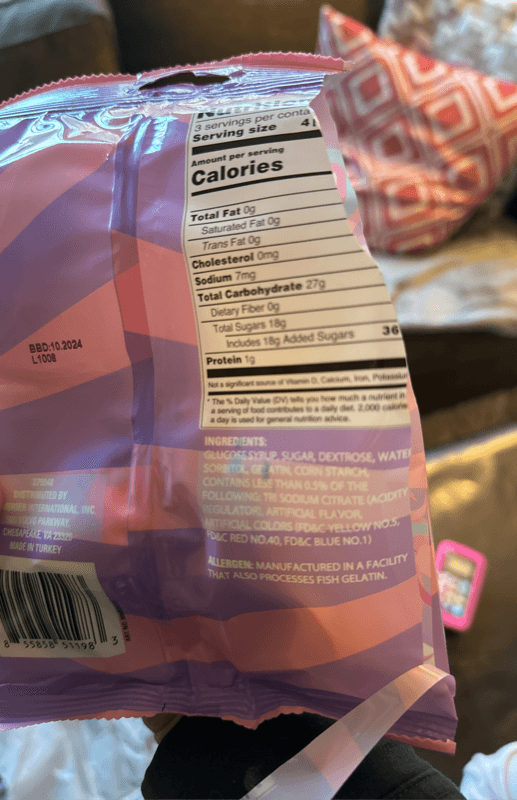 3 servings per conta
Serving size 4
Amount per serving
Calories
Total Fat 0g
Saturated Fat 0g
Trans Fat 0g
Cholesterol 0mg
Sodium 7mg
Total Carbohydrate 27g
Dietary Fiber 0g
Total Sugars 18g
Includes 18g Added Sugars 36
Protein 1g
Not a significant source of Vitamin D, Calcium, Iron, Potassiu
* The % Daily Value (DV) tells you how much a nutrient in
a serving of food contributes to a daily diet. 2,000 calorie
a day is used for general nutrition advice.
BBD:10.2024
L1008
INGREDIENTS:
GLUCOSE SYRUP, SUGAR, DEXTROSE, WATER
SORBITOL, GELATIN, CORN STARCH,
CONTAINS LESS THAN 0.5% OF THE
FOLLOWING: TRI SODIUM CITRATE (ACIDITY
REGULATOR), ARTIFICIAL FLAVOR,
ARTIFICIAL COLORS (FD&C YELLOW NO.5,
FD&C RED NO.40, FD&C BLUE NO.1)
ALLERGEN: MANUFACTURED IN A FACILITY
THAT ALSO PROCESSES FISH GELATIN.
DISTRIBUTED BY
INTERNATIONAL, INC.
PARKWAY,
CHESAPEAKE, VA 23320
MADE IN TURKEY
8 55858 51198 3